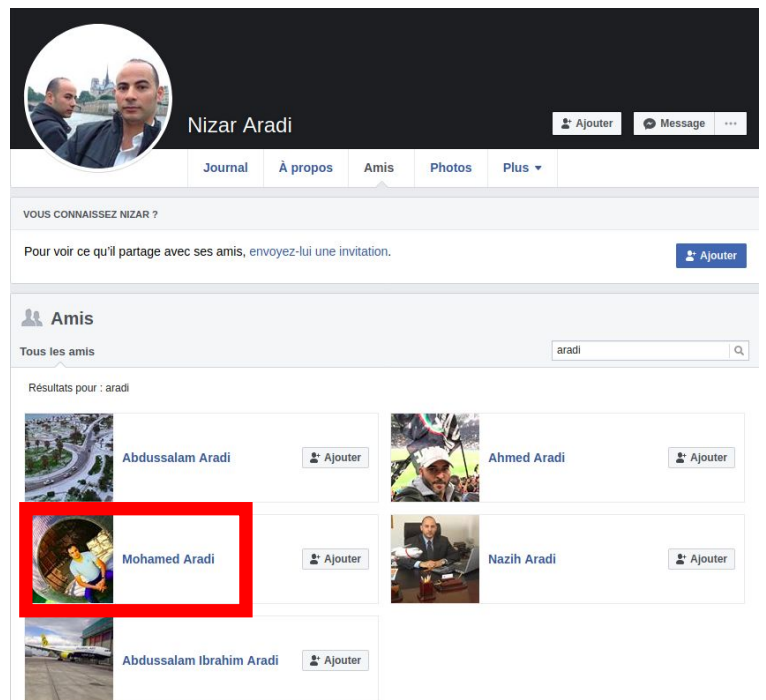 Nizar Aradi
Ajouter
Message
Journal À propos Amis Photos Plus
VOUS CONNAISSEZ NIZAR ?
Pour voir ce qu’il partage avec ses amis, envoyez-lui une invitation.
Ajouter
Amis
Tous les amis
aradi
Résultats pour : aradi
Abdussalam Aradi
Ajouter
Ahmed Aradi
Ajouter
Mohamed Aradi
Ajouter
Nazih Aradi
Ajouter
Abdussalam Ibrahim Aradi
Ajouter